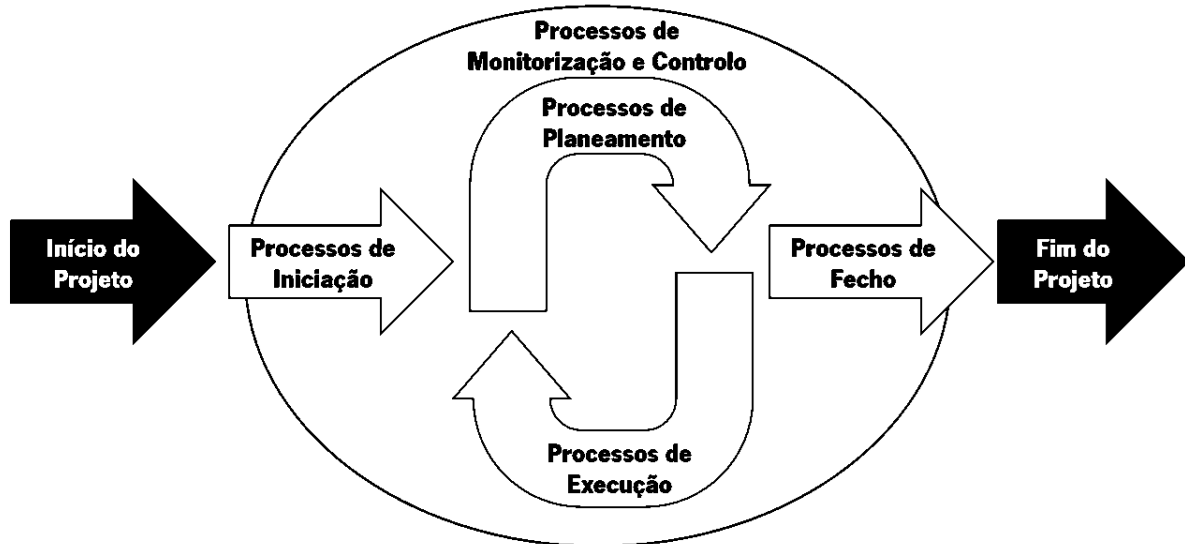 Processos de
Monitorização e Controlo
Processos de
Planeamento
Início do
Projeto
Processos de
Iniciação
Processos de
Fecho
Fim do
Projeto
Processos de
Execução